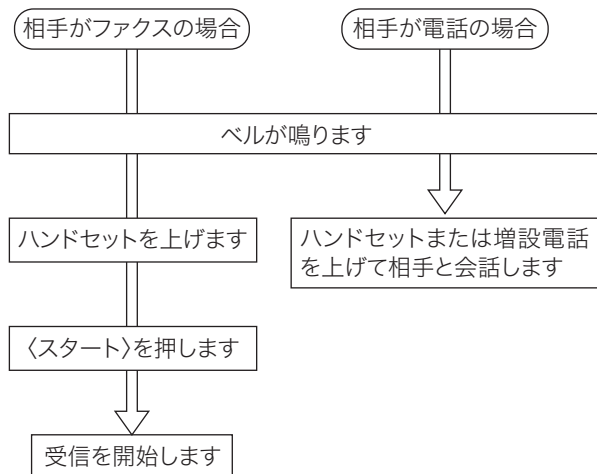 相手がファクスの場合
相手が電話の場合
ベルが鳴ります
ハンドセットを上げます
ハンドセットまたは増設電話
を上げて相手と会話します
〈スタート〉を押します
受信を開始します